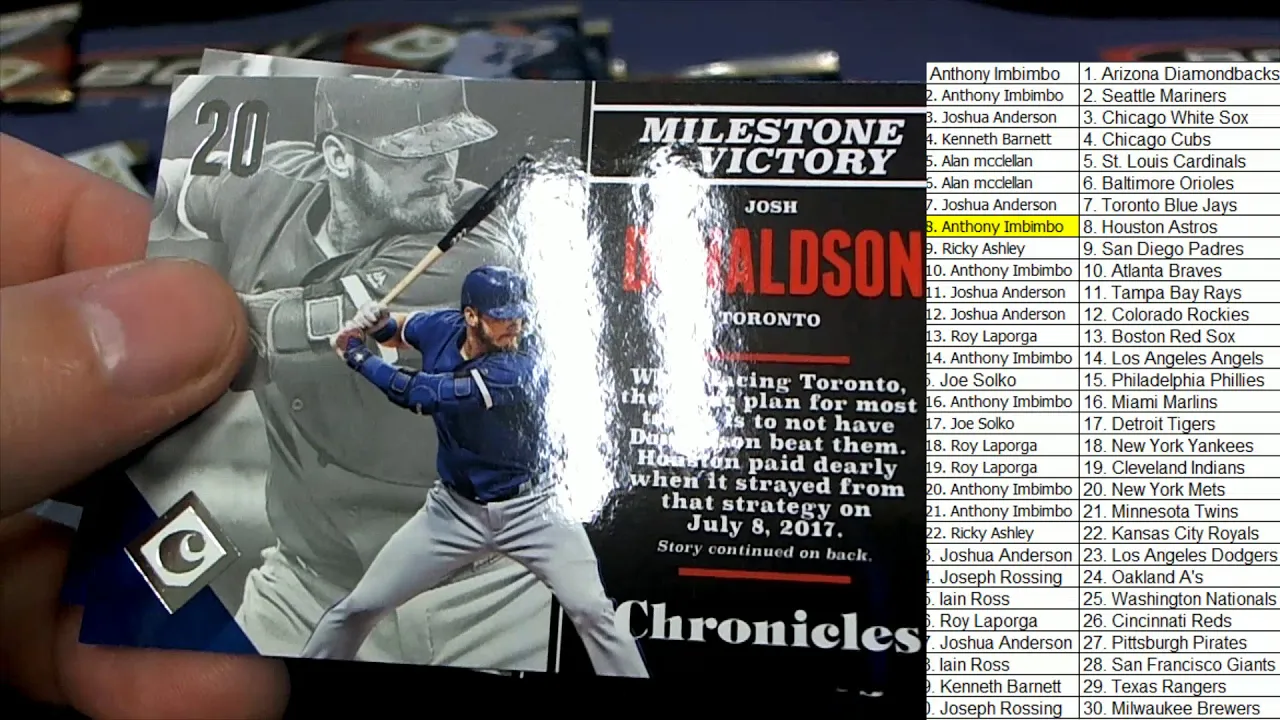 20
MILESTONE
& VICTORY
JOSH
TORONTO
Toronto,
plan for most
is to not have
beat them.
Houston paid dearly
when it strayed from
that strategy on
July 8, 2017.
Story continued on back.
Chronicles
C
Anthony Imbimbo 1. Arizona Diamondbacks
2. Anthony Imbimbo 2. Seattle Mariners
3. Joshua Anderson 3. Chicago White Sox
4. Kenneth Barnett 4. Chicago Cubs
5. Alan mcclellan 5. St. Louis Cardinals
6. Alan mcclellan 6. Baltimore Orioles
7. Joshua Anderson 7. Toronto Blue Jays
8. Anthony Imbimbo 8. Houston Astros
9. Ricky Ashley 9. San Diego Padres
10. Anthony Imbimbo 10. Atlanta Braves
11. Joshua Anderson 11. Tampa Bay Rays
12. Joshua Anderson 12. Colorado Rockies
13. Roy Laporga 13. Boston Red Sox
14. Anthony Imbimbo 14. Los Angeles Angels
Joe Solko 15. Philadelphia Phillies
16. Anthony Imbimbo 16. Miami Marlins
17. Joe Solko 17. Detroit Tigers
18. Roy Laporga 18. New York Yankees
19. Roy Laporga 19. Cleveland Indians
20. Anthony Imbimbo 20. New York Mets
21. Anthony Imbimbo 21. Minnesota Twins
22. Ricky Ashley 22. Kansas City Royals
Joshua Anderson 23. Los Angeles Dodgers
Joseph Rossing 24. Oakland A's
Iain Ross 25. Washington Nationals
Roy Laporga 26. Cincinnati Reds
Joshua Anderson 27. Pittsburgh Pirates
Iain Ross 28. San Francisco Giants
Kenneth Barnett 29. Texas Rangers
Joseph Rossing 30. Milwaukee Brewers